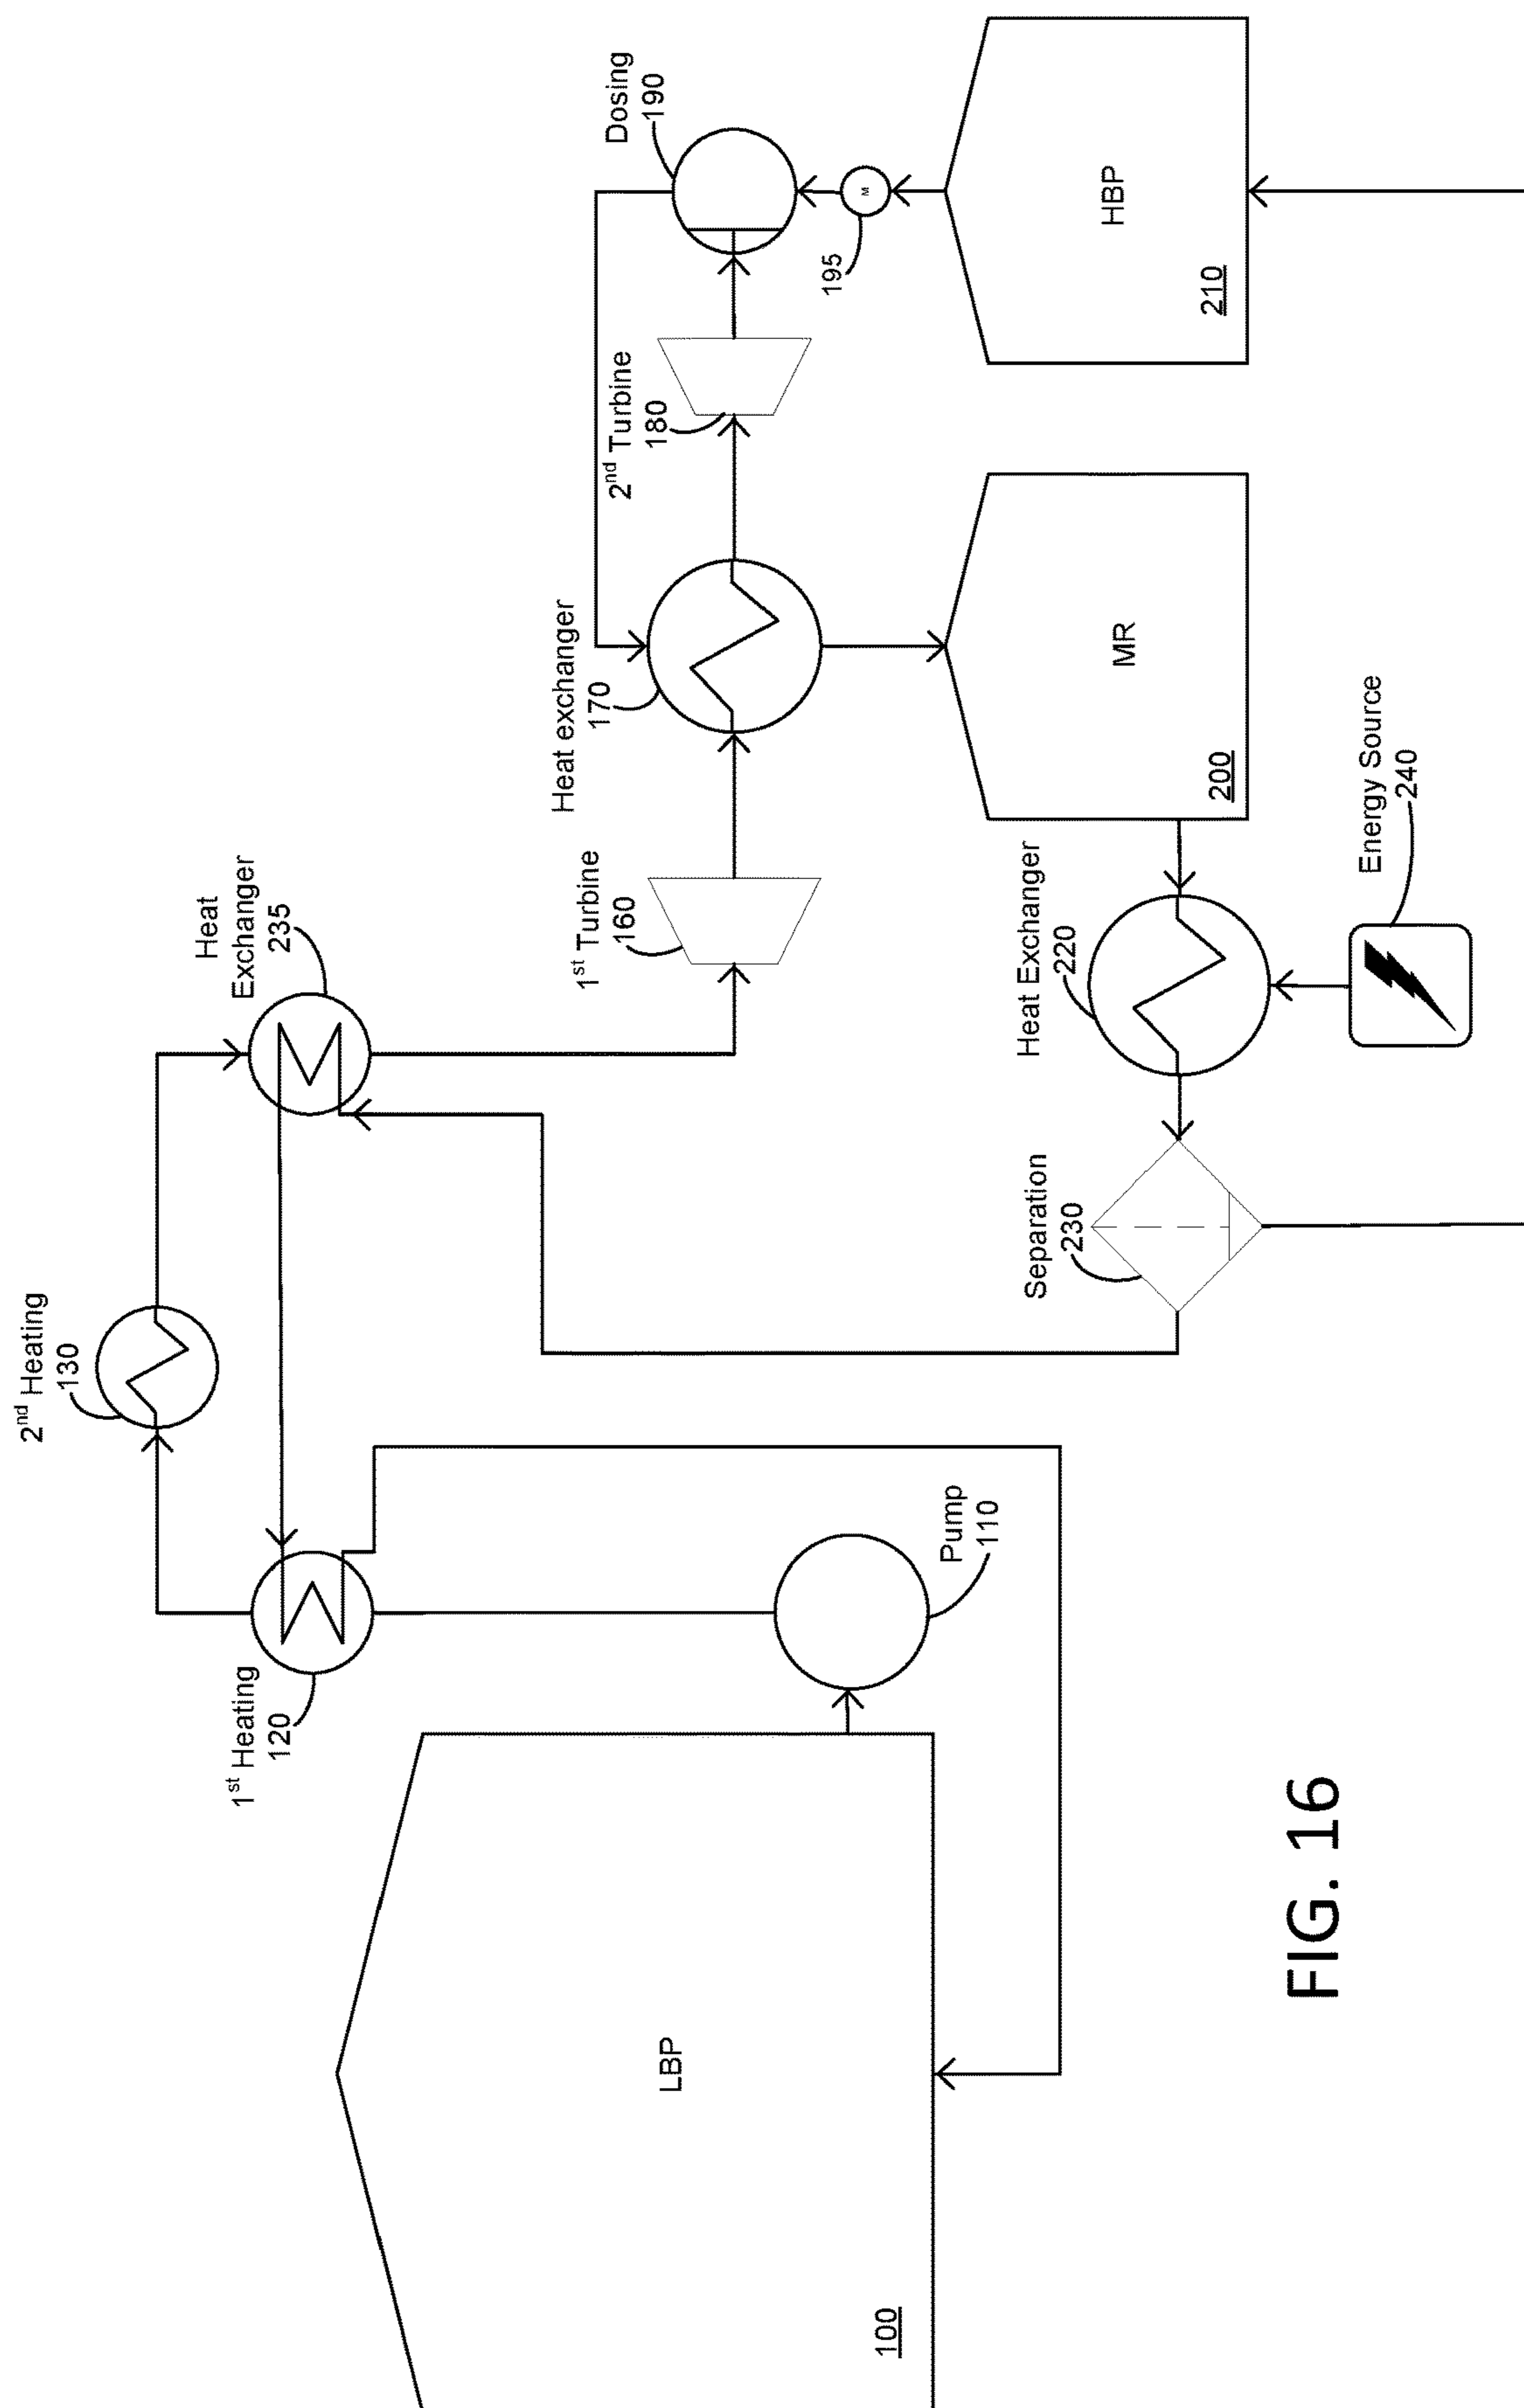 2nd Heating
130
1st Heating
120
Heat
Exchanger
235
Pump
110
LBP
100
1st Turbine
160
Heat exchanger
170
2nd Turbine
180
Dosing
190
M
195
HBP
210
MR
200
Heat Exchanger
220
Separation
230
Energy Source
240
FIG. 16